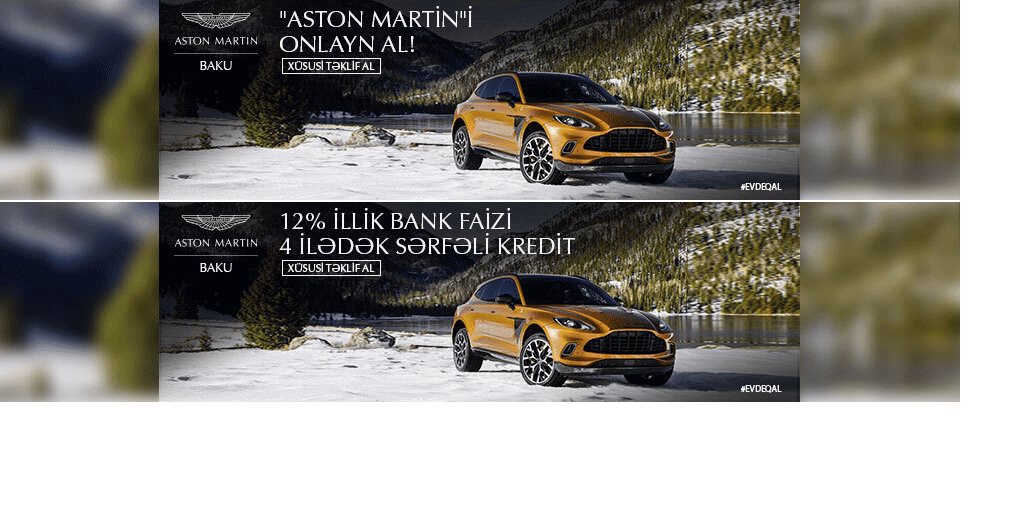 "ASTON MARTİN"İ
ONLAYN AL!
XÜSUSİ TƏKLİF AL
ASTON MARTIN
BAKU
#EVDEQAL
12% İLLİK BANK FAİZİ
4 İLƏDƏK SƏRFƏLİ KREDİT
XÜSUSİ TƏKLİF AL
ASTON MARTIN
BAKU
#EVDEQAL